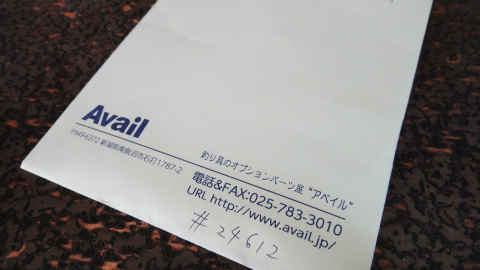 Avail
〒949-6372 新潟県南魚沼市石打1787-2
釣り具のオプションパーツ屋 “アベイル”
電話&FAX:025-783-3010
URL http://www.avail.jp/
#24612